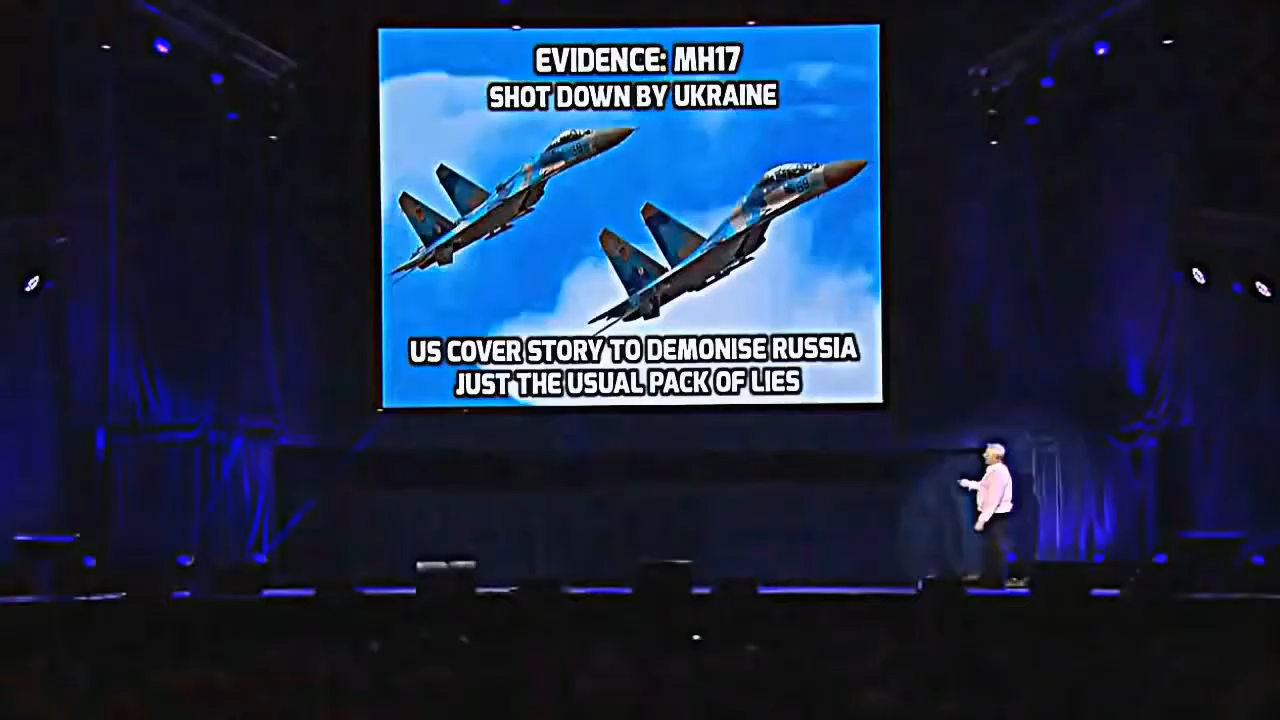 EVIDENCE: MH17
SHOT DOWN BY UKRAINE
US COVER STORY TO DEMONISE RUSSIA
JUST THE USUAL PACK OF LIES